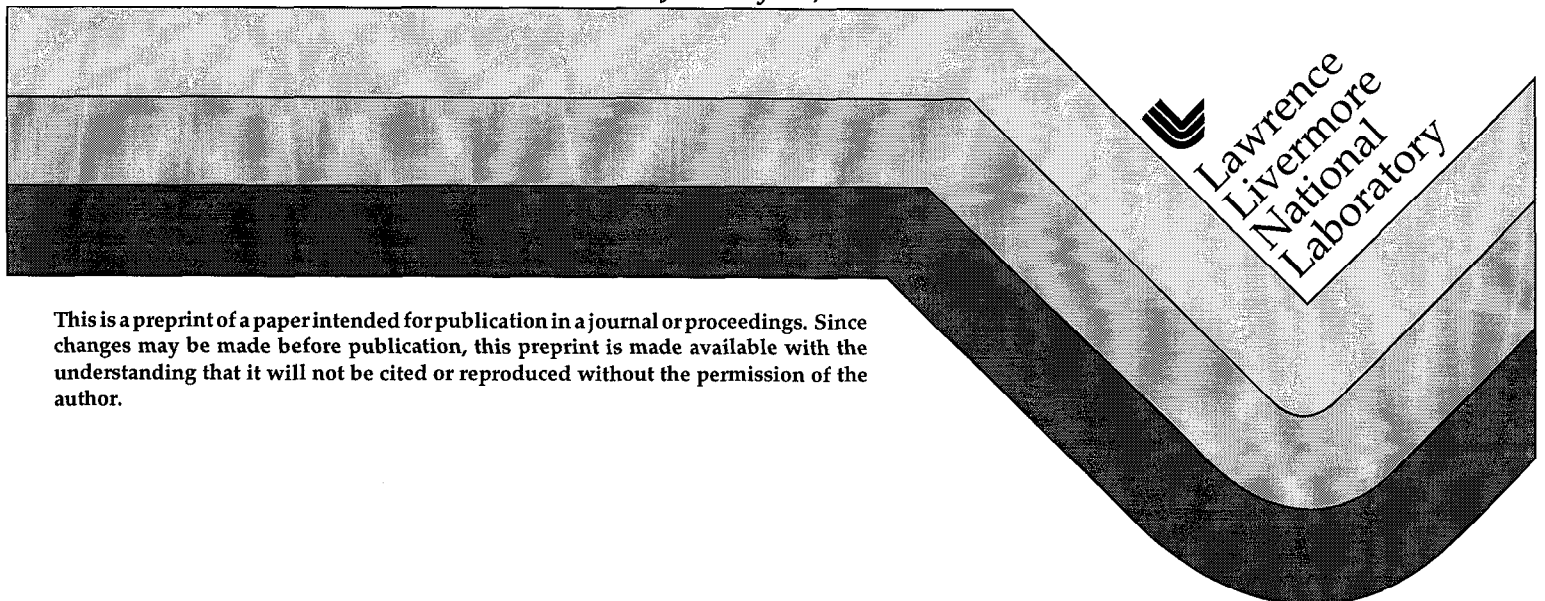 Lawrence
Livermore
National
Laboratory
This is a preprint of a paper intended for publication in a journal or proceedings. Since
changes may be made before publication, this preprint is made available with the
understanding that it will not be cited or reproduced without the permission of the
author.